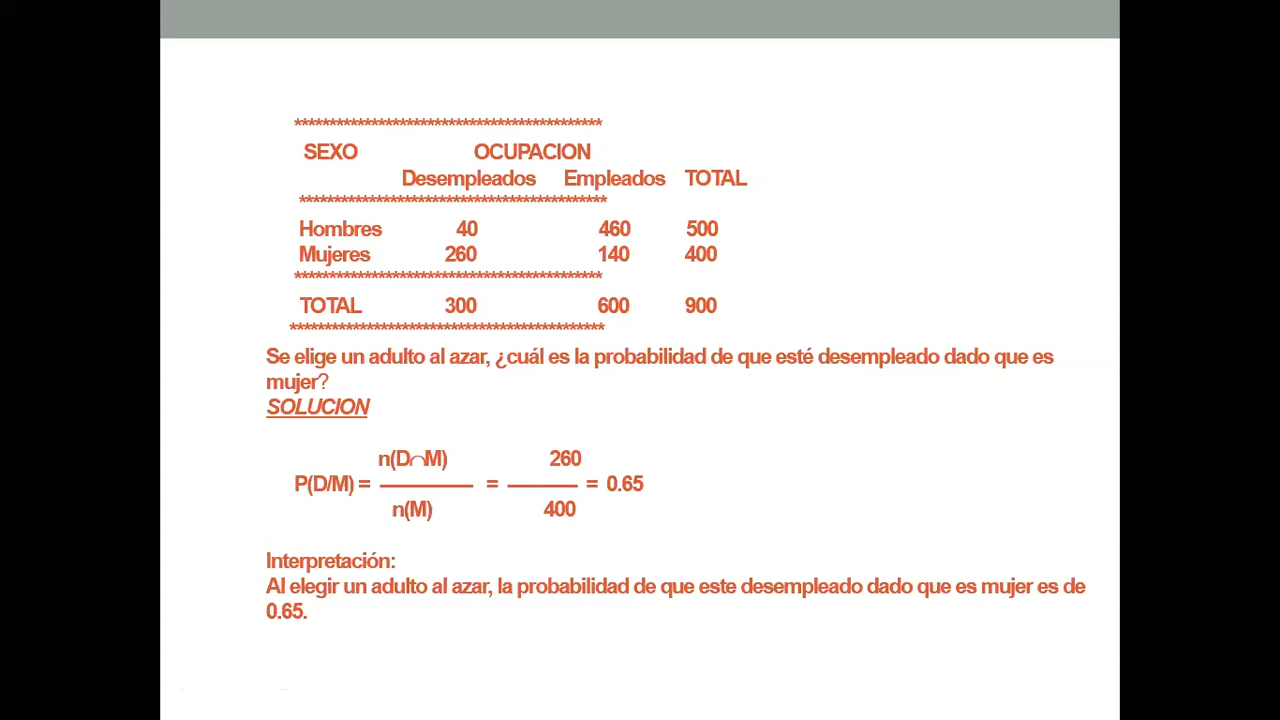 ********************************************
SEXO OCUPACION
Desempleados Empleados TOTAL
********************************************
Hombres 40 460 500
Mujeres 260 140 400
********************************************
TOTAL 300 600 900
*********************************************
Se elige un adulto al azar, ¿cuál es la probabilidad de que esté desempleado dado que es
mujer?
SOLUCION
n(D∩M) 260
P(D/M) = ——— = ——— = 0.65
n(M) 400
Interpretación:
Al elegir un adulto al azar, la probabilidad de que este desempleado dado que es mujer es de
0.65.